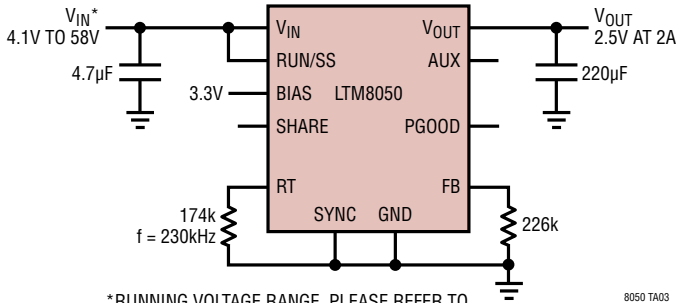 VIN*
4.1V TO 58V
4.7µF
3.3V
VIN
RUN/SS
BIAS
SHARE
RT
LTM8050
VOUT
AUX
PGOOD
FB
SYNC
GND
VOUT
2.5V AT 2A
220µF
174k
f = 230kHz
226k
*RUNNING VOLTAGE RANGE. PLEASE REFER TO
8050 TA03